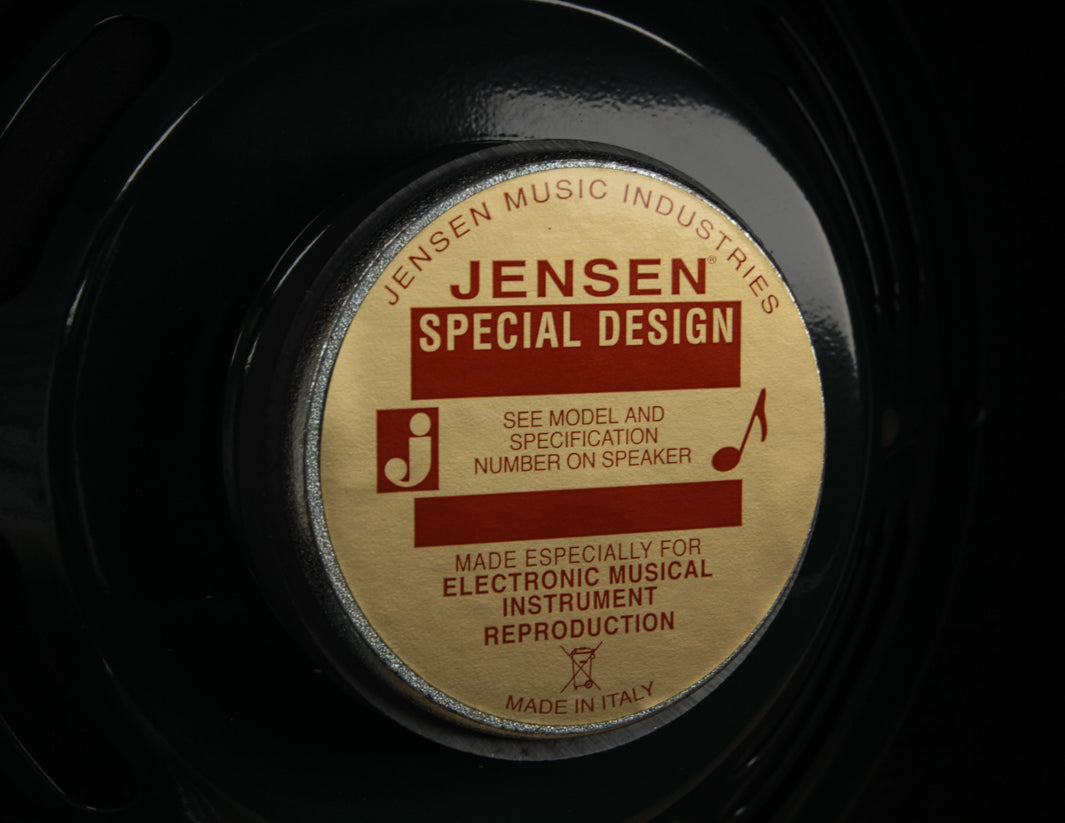 JENSEN MUSIC INDUSTRIES
JENSEN®
SPECIAL DESIGN
j
SEE MODEL AND
SPECIFICATION
NUMBER ON SPEAKER
MADE ESPECIALLY FOR
ELECTRONIC MUSICAL
INSTRUMENT
REPRODUCTION
MADE IN ITALY